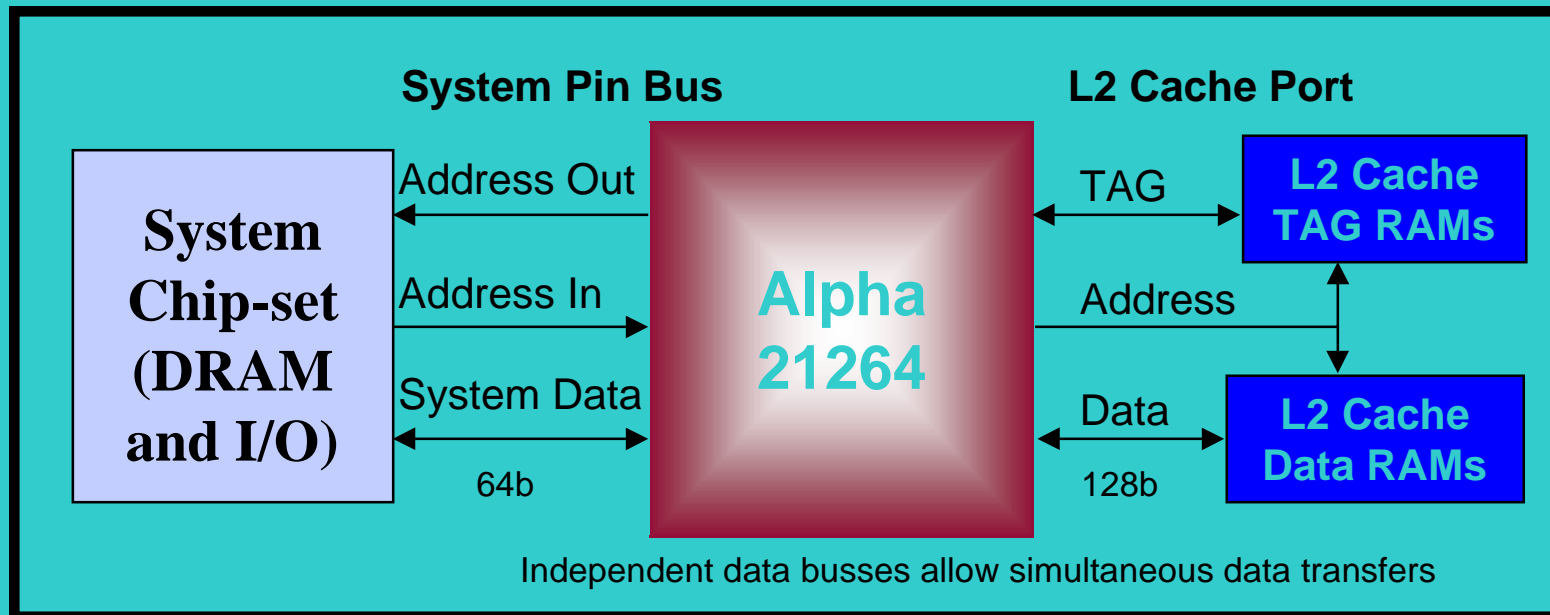 System Pin Bus
L2 Cache Port
System
Chip-set
(DRAM
and I/O)
Address Out
Address In
System Data
64b
Alpha
21264
TAG
Address
Data
128b
L2 Cache
TAG RAMs
L2 Cache
Data RAMs
Independent data busses allow simultaneous data transfers